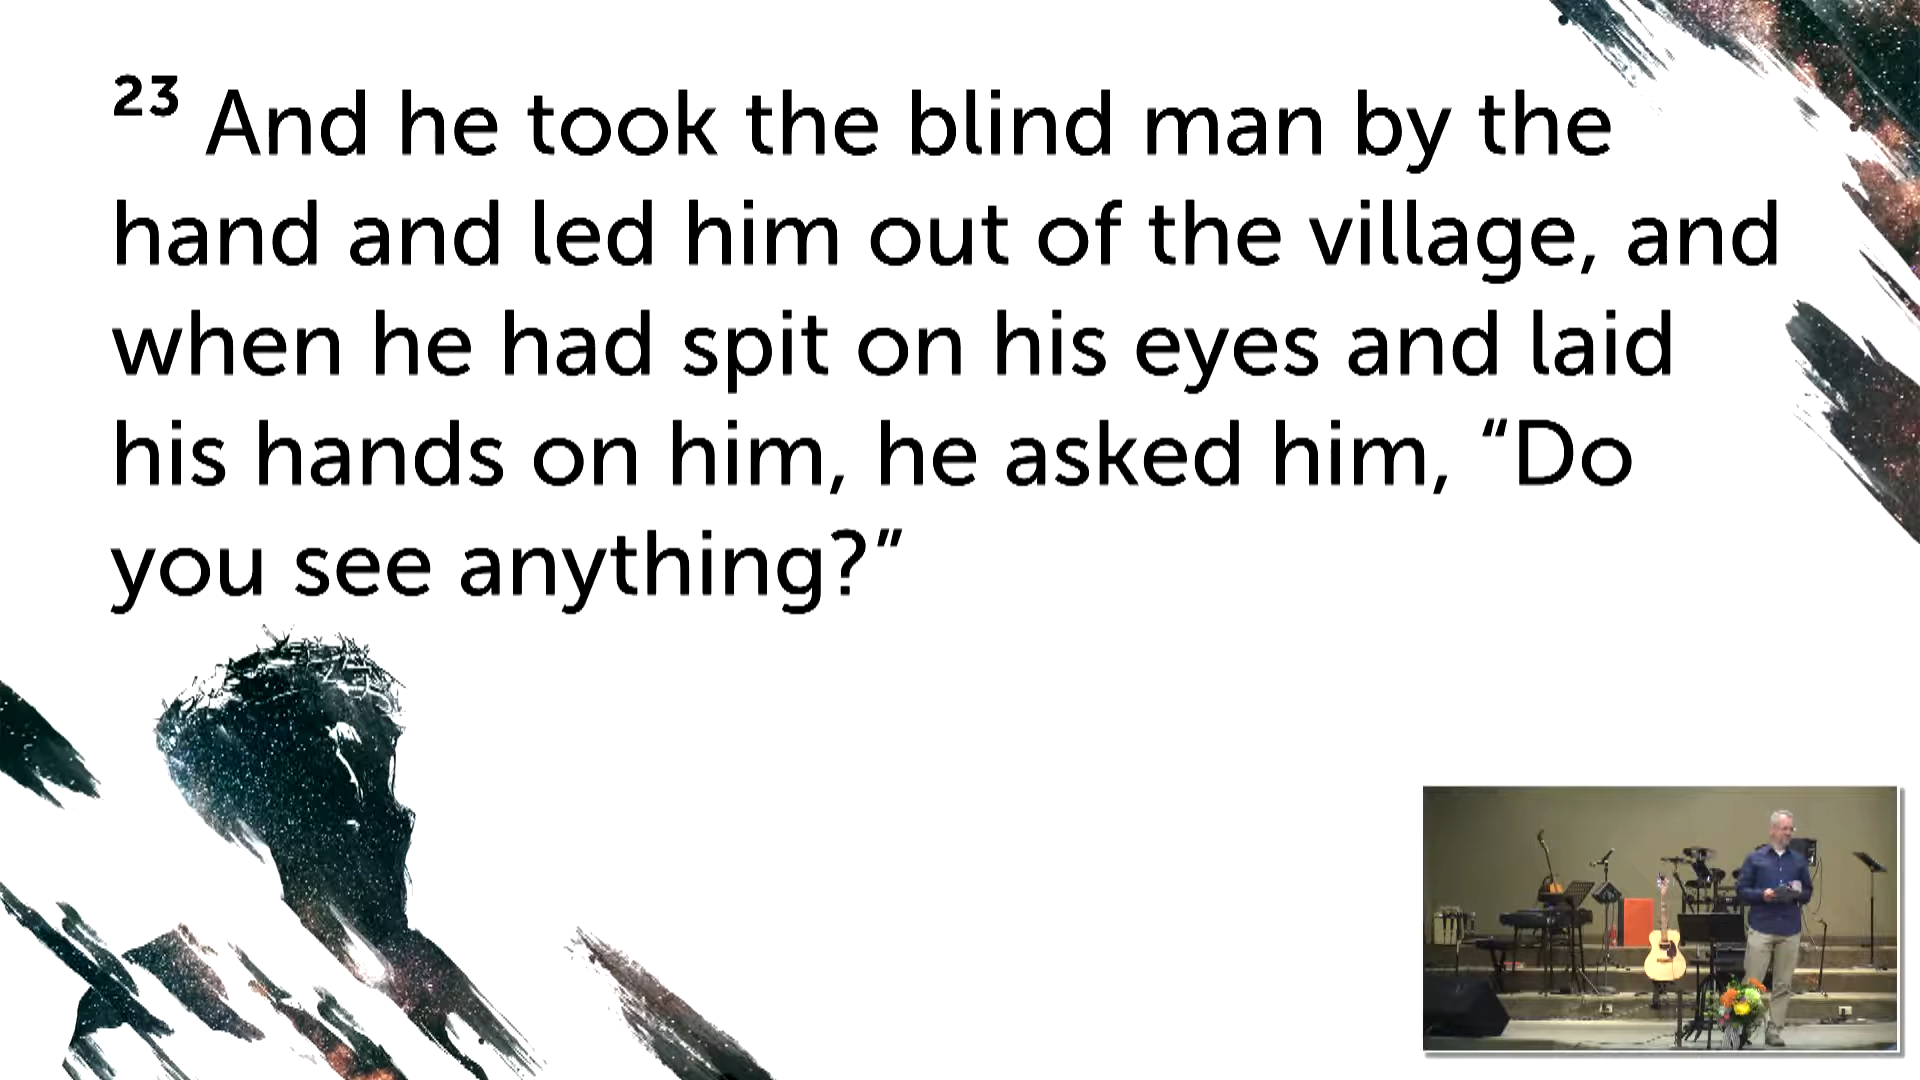 23 And he took the blind man by the
hand and led him out of the village, and
when he had spit on his eyes and laid
his hands on him, he asked him, “Do
you see anything?”